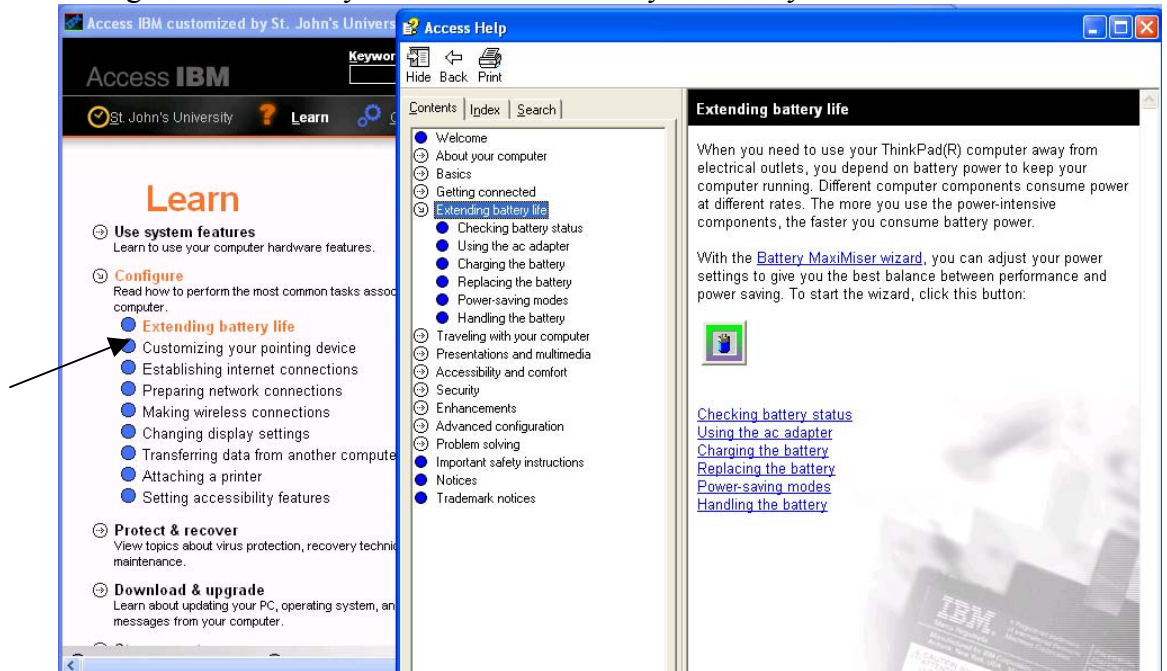 Access IBM customized by St. John's Univers
Keywor
Access IBM
St. John's University
Learn
Learn
Use system features
Learn to use your computer hardware features.
Configure
Read how to perform the most common tasks assoc
computer.
Extending battery life
Customizing your pointing device
Establishing internet connections
Preparing network connections
Making wireless connections
Changing display settings
Transferring data from another compute
Attaching a printer
Setting accessibility features
Protect & recover
View topics about virus protection, recovery techni
maintenance.
Download & upgrade
Learn about updating your PC, operating system, an
messages from your computer.
Access Help
Hide Back Print
Contents Index Search
Welcome
About your computer
Basics
Getting connected
Extending battery life
Checking battery status
Using the ac adapter
Charging the battery
Replacing the battery
Power-saving modes
Handling the battery
Traveling with your computer
Presentations and multimedia
Accessibility and comfort
Security
Enhancements
Advanced configuration
Problem solving
Important safety instructions
Notices
Trademark notices
Extending battery life
When you need to use your ThinkPad(R) computer away from
electrical outlets, you depend on battery power to keep your
computer running. Different computer components consume power
at different rates. The more you use the power-intensive
components, the faster you consume battery power.
With the Battery MaxiMiser wizard, you can adjust your power
settings to give you the best balance between performance and
power saving. To start the wizard, click this button:
Checking battery status
Using the ac adapter
Charging the battery
Replacing the battery
Power-saving modes
Handling the battery
IBM